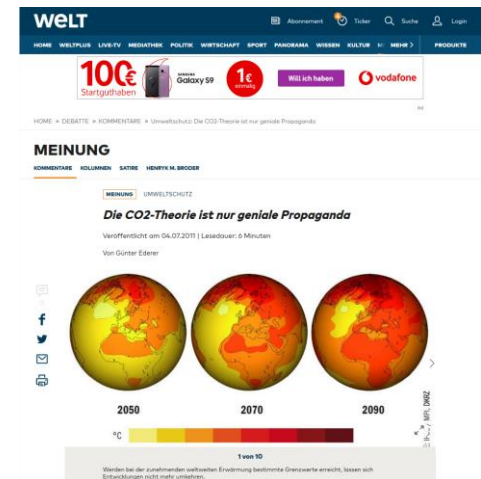 WELT
Abonnement Ticker Suche Login
HOME WELTPLUS LIVE-TV MEDIATHEK POLITIK WIRTSCHAFT SPORT PANORAMA WISSEN KULTUR MEHR PRODUKTE
100€
Startguthaben
SAMSUNG
Galaxy S9
1€
einmalig
Will ich haben
vodafone
Ad
HOME » DEBATTE » KOMMENTARE » Umweltschutz: Die CO2-Theorie ist nur geniale Propaganda
MEINUNG
KOMMENTARE KOLUMNEN SATIRE HENRYK M. BRODER
MEINUNG UMWELTSCHUTZ
Die CO2-Theorie ist nur geniale Propaganda
Veröffentlicht am 04.07.2011 | Lesedauer: 6 Minuten
Von Günter Ederer
2050 2070 2090
°C
MPI, DKRZ
1 von 10
Werden bei der zunehmenden weltweiten Erwärmung bestimmte Grenzwerte erreicht, lassen sich
Entwicklungen nicht mehr umkehren.